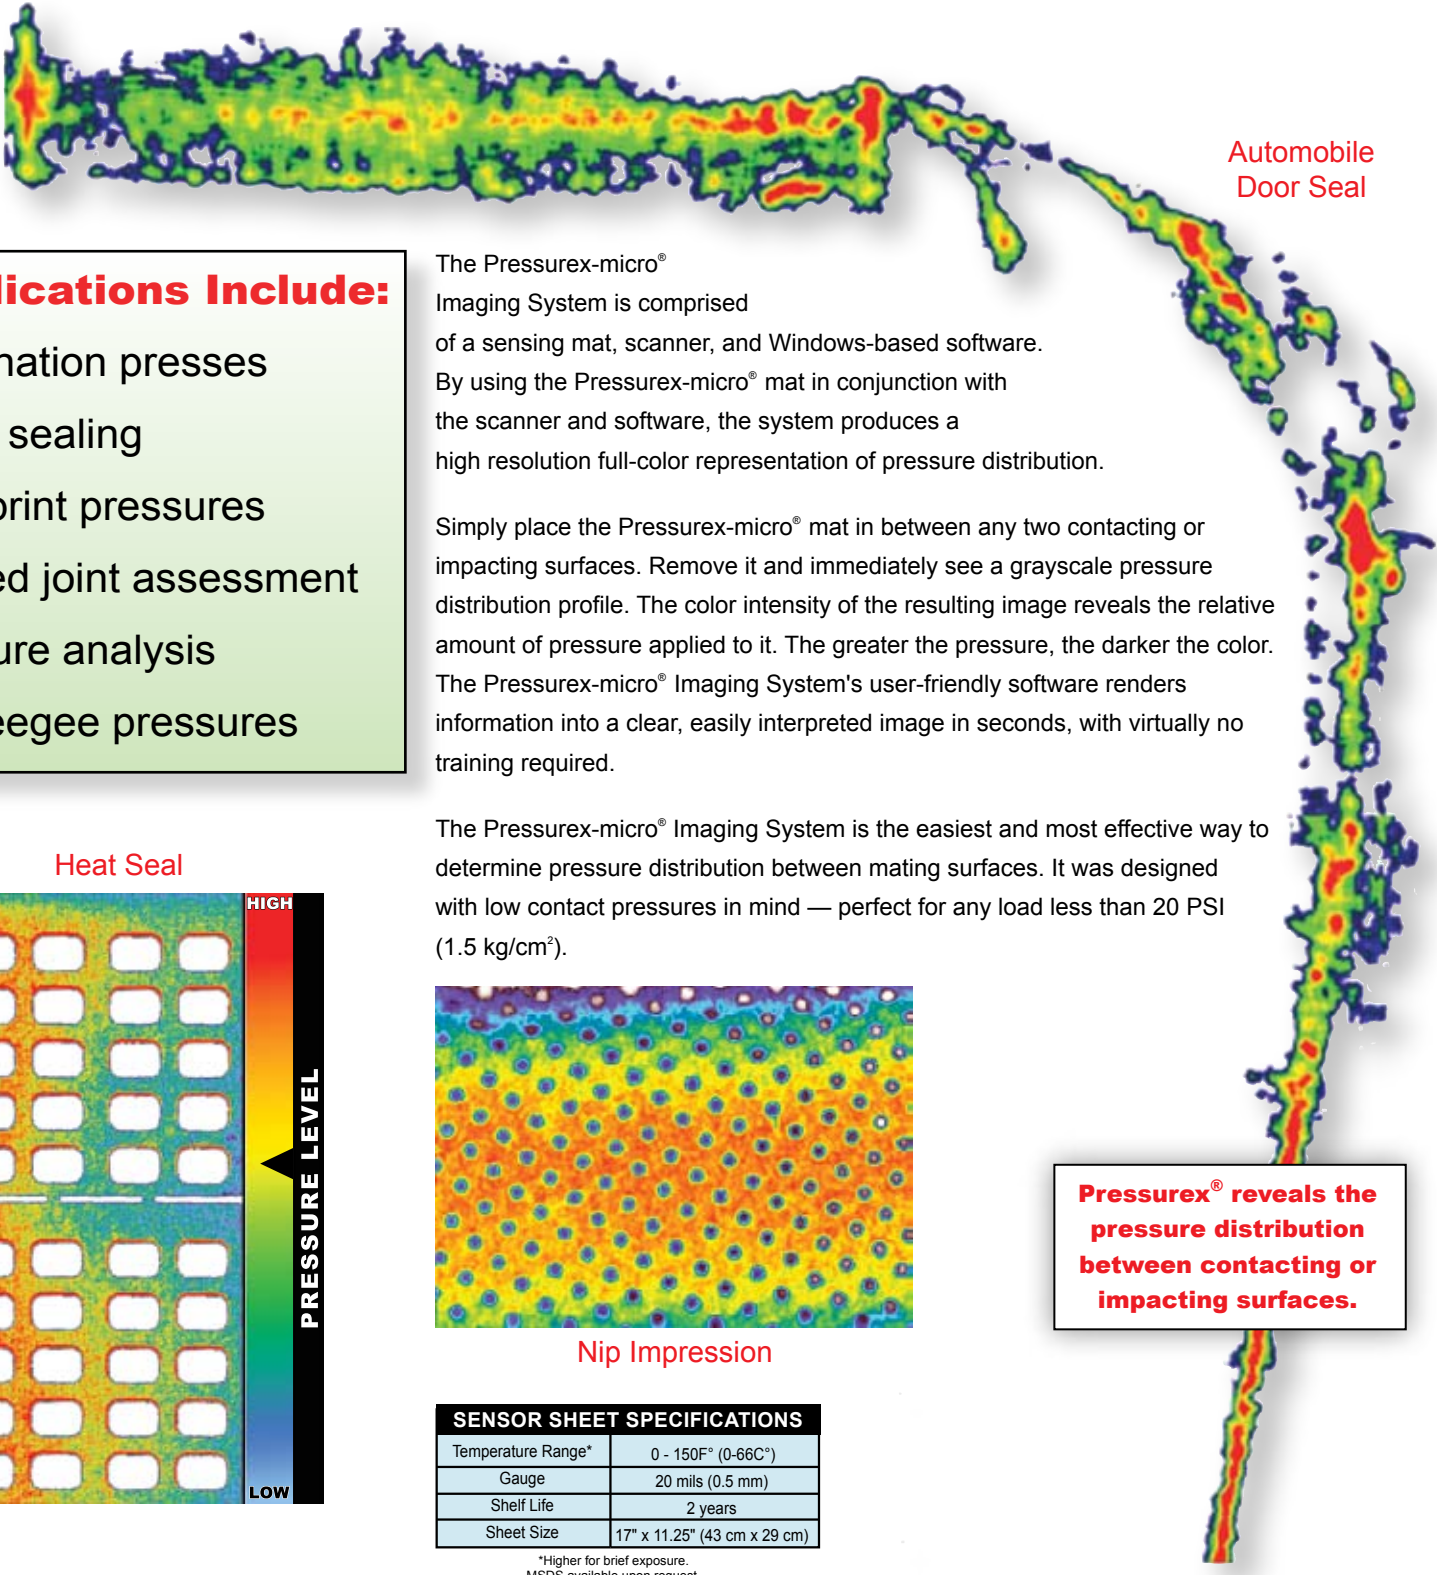 Automobile
Door Seal
lications Include:
nation presses
sealing
print pressures
ed joint assessment
ure analysis
eegee pressures
The Pressurex-micro®
Imaging System is comprised
of a sensing mat, scanner, and Windows-based software.
By using the Pressurex-micro® mat in conjunction with
the scanner and software, the system produces a
high resolution full-color representation of pressure distribution.
Simply place the Pressurex-micro® mat in between any two contacting or
impacting surfaces. Remove it and immediately see a grayscale pressure
distribution profile. The color intensity of the resulting image reveals the relative
amount of pressure applied to it. The greater the pressure, the darker the color.
The Pressurex-micro® Imaging System's user-friendly software renders
information into a clear, easily interpreted image in seconds, with virtually no
training required.
The Pressurex-micro® Imaging System is the easiest and most effective way to
determine pressure distribution between mating surfaces. It was designed
with low contact pressures in mind — perfect for any load less than 20 PSI
(1.5 kg/cm²).
Heat Seal
HIGH
PRESSURE LEVEL
LOW
Nip Impression
Pressurex® reveals the
pressure distribution
between contacting or
impacting surfaces.
SENSOR SHEET SPECIFICATIONS
Temperature Range* 0 - 150F° (0-66C°)
Gauge 20 mils (0.5 mm)
Shelf Life 2 years
Sheet Size 17" x 11.25" (43 cm x 29 cm)
*Higher for brief exposure.
MSDS available upon request.